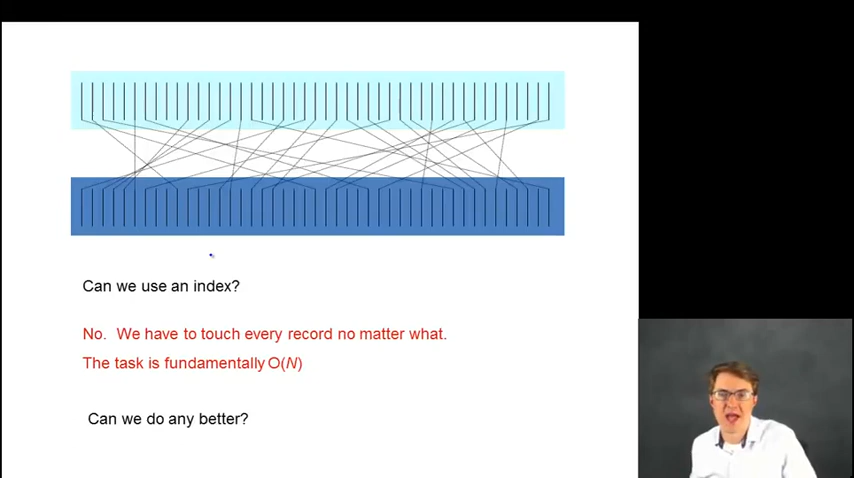 Can we use an index?
No. We have to touch every record no matter what.
The task is fundamentally O(N)
Can we do any better?